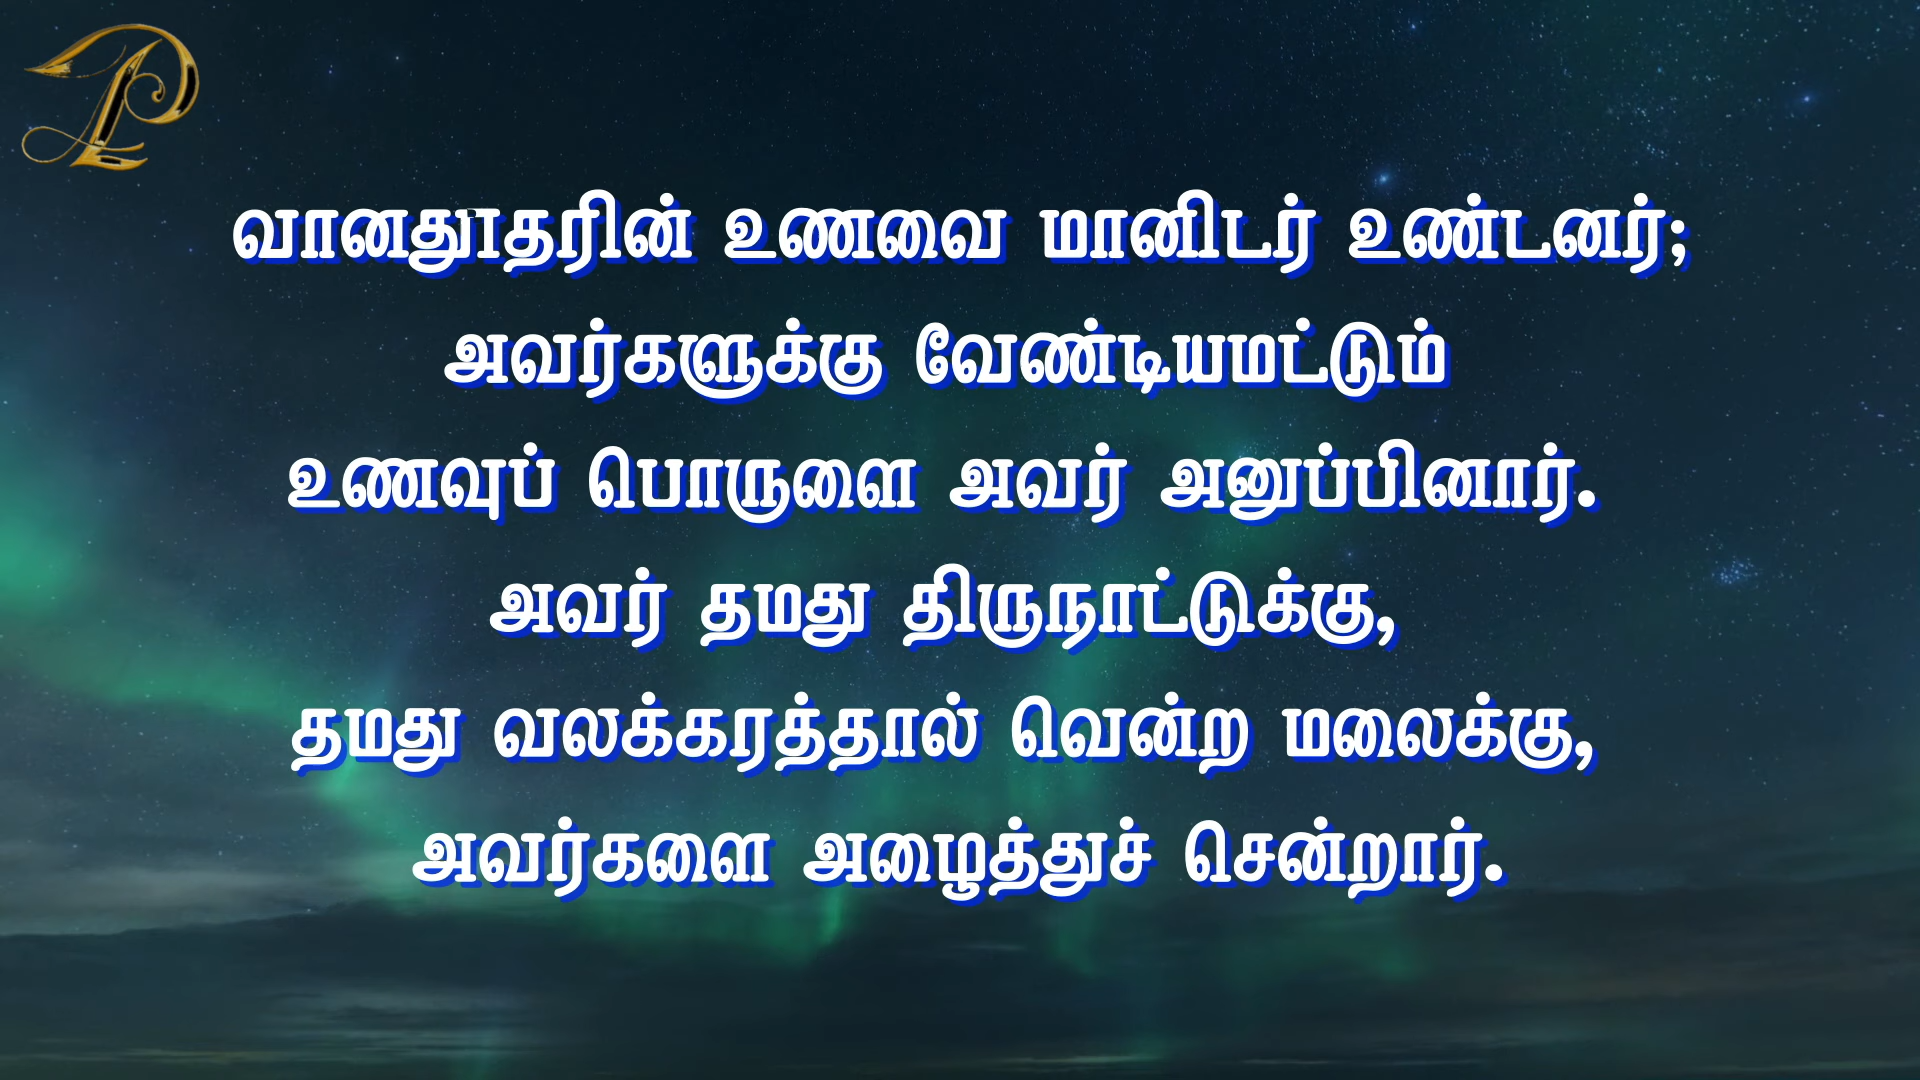 வானதூதரின் உணவை மானிடர் உண்டனர்;
அவர்களுக்கு வேண்டியமட்டும்
உணவுப் பொருளை அவர் அனுப்பினார்.
அவர் தமது திருநாட்டுக்கு,
தமது வலக்கரத்தால் வென்ற மலைக்கு,
அவர்களை அழைத்துச் சென்றார்.